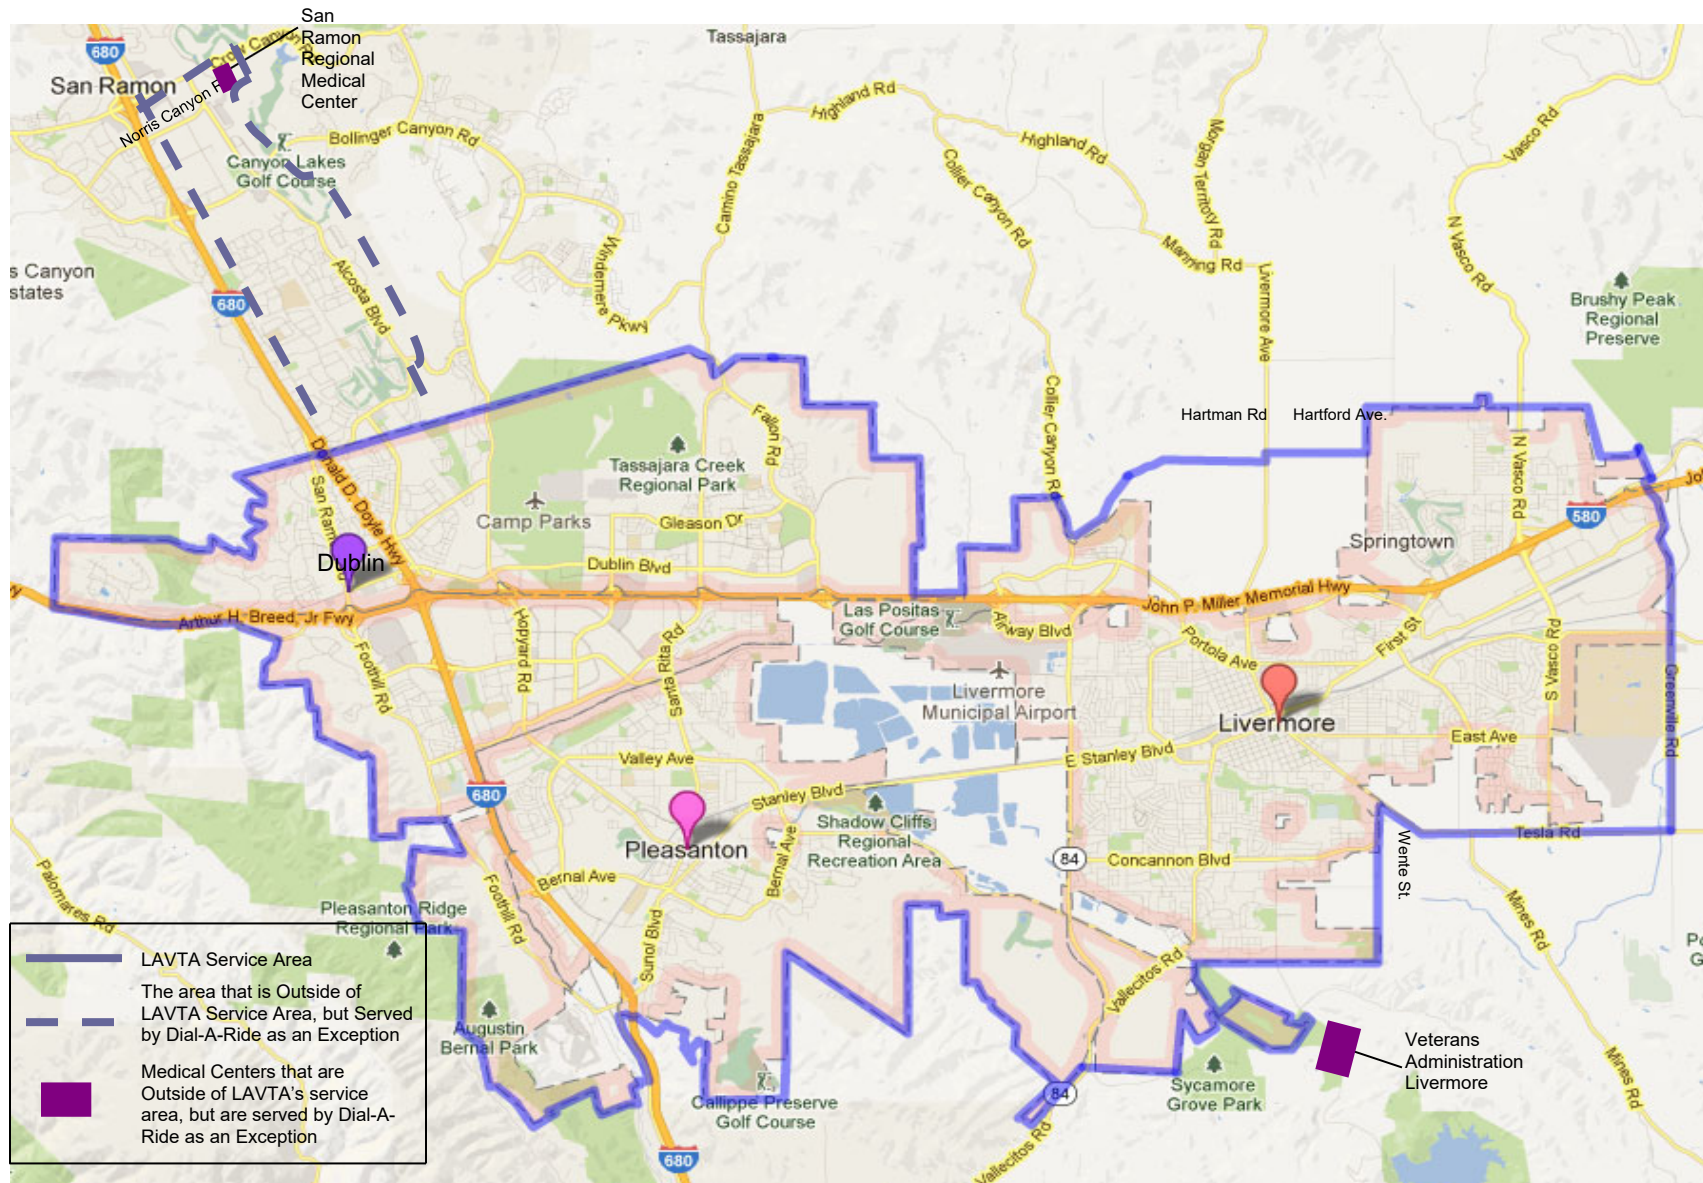 San
Ramon
Regional
Medical
Center
680
Crow Canyon
Tassajara
San Ramon
Norris Canyon
Highland Rd
Vasco Rd
Bollinger Canyon Rd
Highland Rd
Morgan Territory Rd
Canyon Lakes
Golf Course
Camino Tassajara
Collier Canyon Rd
N Vasco Rd
s Canyon
states
Windemere Pkwy
Manning Rd
Alcosta Blvd
680
Livermore Ave
Brushy Peak
Regional
Preserve
Collier Canyon Rd
Fallon Rd
Hartman Rd
Hartford Ave.
Donald D. Doyle Hwy
Tassajara Creek
Regional Park
N Vasco Rd
Camp Parks
Gleason Dr
580
Springtown
Dublin
Dublin Blvd
Arthur H. Breed, Jr Fwy
John P. Miller Memorial Hwy
Las Positas
Golf Course
Airway Blvd
Hopyard Rd
Santa Rita Rd
Foothill Rd
Portola Ave
First St
S Vasco Rd
Greenville Rd
Livermore
Municipal Airport
Livermore
East Ave
Valley Ave
E Stanley Blvd
680
Stanley Blvd
Shadow Cliffs
Regional
Recreation Area
Pleasanton
Tesla Rd
Wente St.
84
Concannon Blvd
Bernal Ave
Bernal Ave
Palomares Rd
Foothill Rd
Pleasanton Ridge
Regional Park
Sunol Blvd
Mines Rd
Vallecitos Rd
LAVTA Service Area
The area that is Outside of
LAVTA Service Area, but Served
by Dial-A-Ride as an Exception
Medical Centers that are
Outside of LAVTA's service
area, but are served by Dial-A-
Ride as an Exception
Augustin
Bernal Park
Veterans
Administration
Livermore
Mines Rd
Sycamore
Grove Park
84
Callippe Preserve
Golf Course
Vallecitos Rd
680